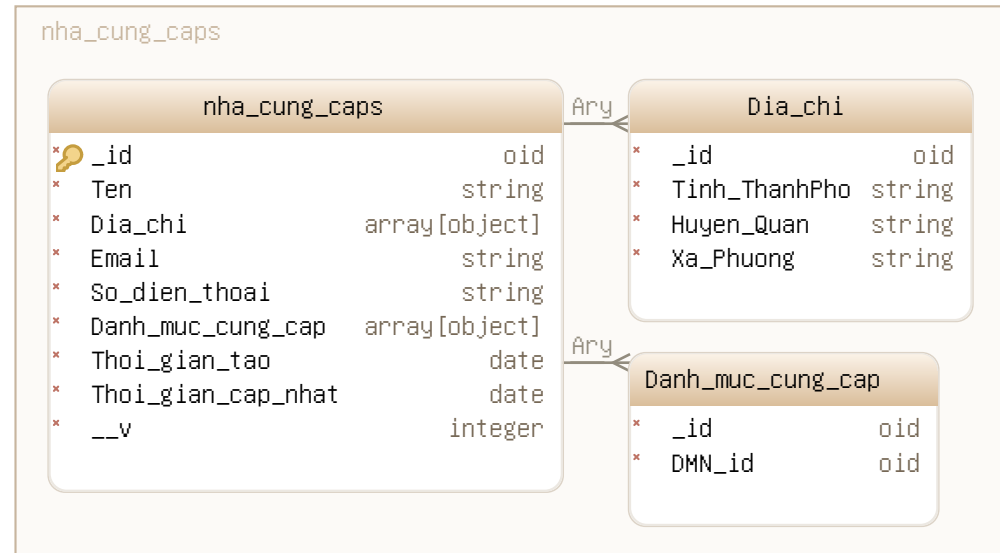 nha_cung_caps
nha_cung_caps
_id oid
Ten string
Dia_chi array[object]
Email string
So_dien_thoai string
Danh_muc_cung_cap array[object]
Thoi_gian_tao date
Thoi_gian_cap_nhat date
__v integer
Ary
Dia_chi
_id oid
Tinh_ThanhPho string
Huyen_Quan string
Xa_Phuong string
Ary
Danh_muc_cung_cap
_id oid
DMN_id oid